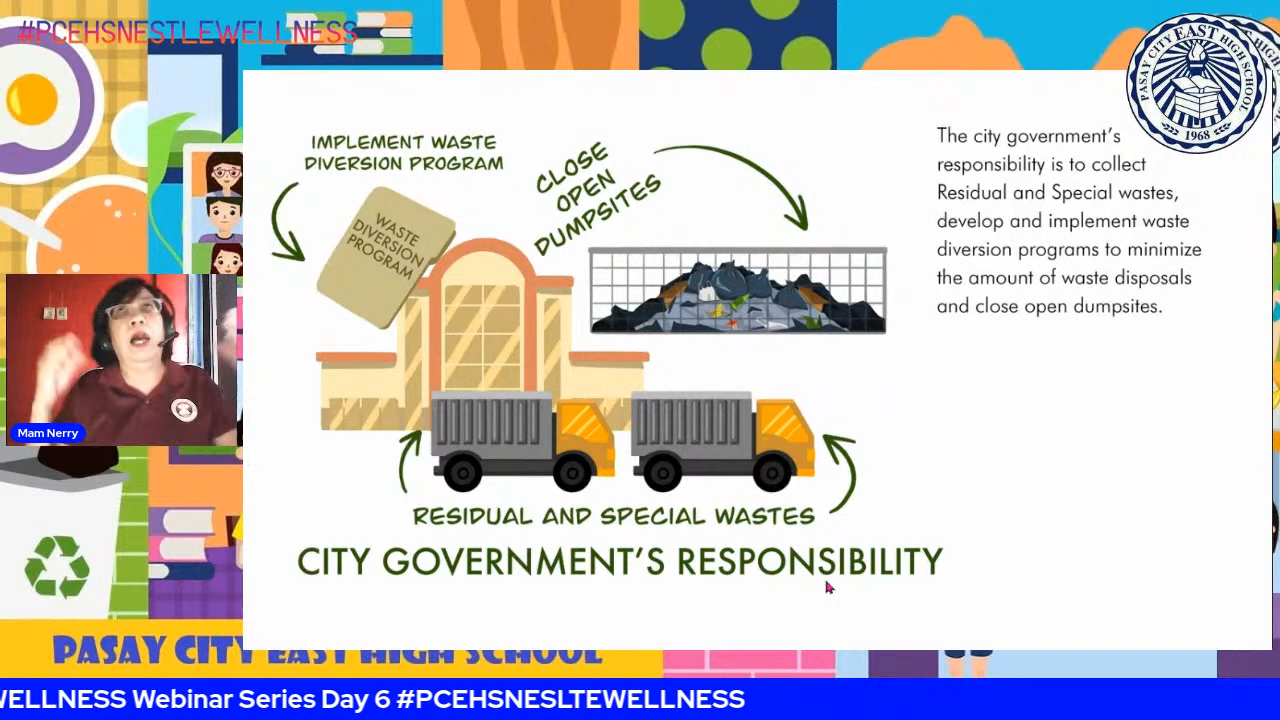 #PCEHSNESTLEWELLNESS
PASAY CITY EAST HIGH SCHOOL
1968
IMPLEMENT WASTE
DIVERSION PROGRAM
CLOSE
OPEN
DUMPSITES
WASTE
DIVERSION
PROGRAM
The city government's
responsibility is to collect
Residual and Special wastes,
develop and implement waste
diversion programs to minimize
the amount of waste disposals
and close open dumpsites.
Mam Nerry
RESIDUAL AND SPECIAL WASTES
CITY GOVERNMENT'S RESPONSIBILITY
PASAY CITY EAST HIGH SCHOOL
WELLNESS Webinar Series Day 6 #PCEHSNESLTEWELLNESS